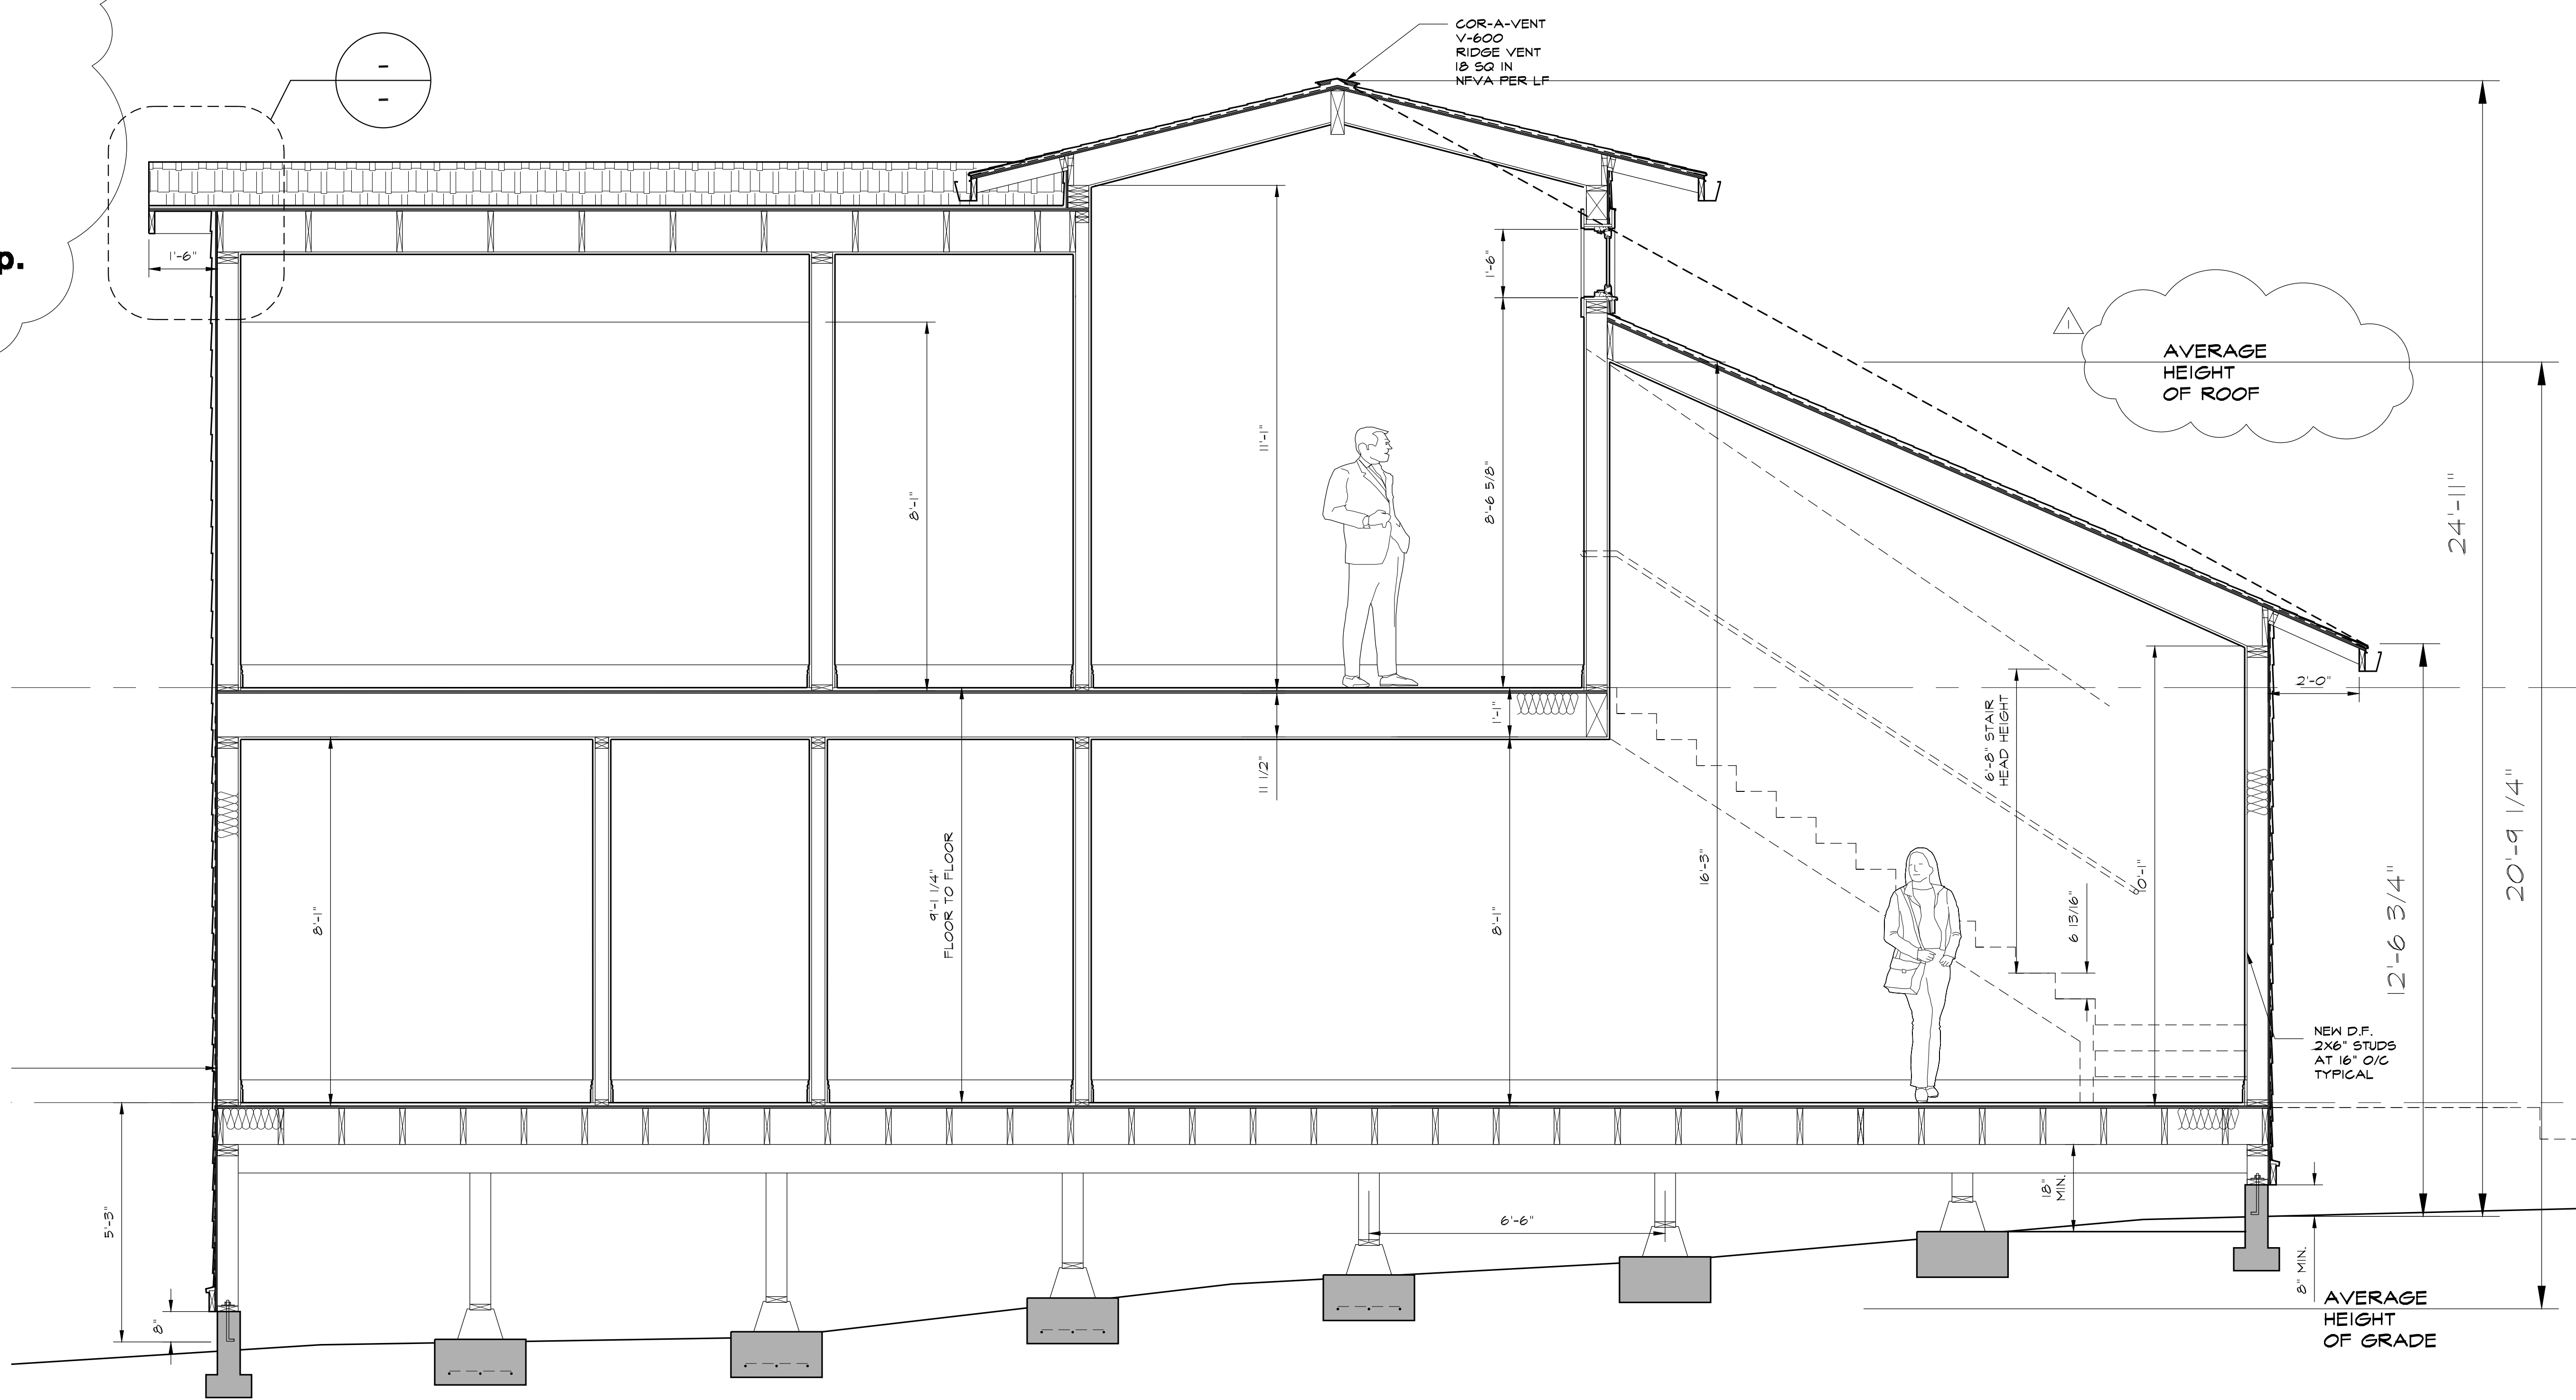 COR-A-VENT
V-600
RIDGE VENT
18 SQ IN
NFVA PER LF
-
-
p.
1'-6"
1'-6"
1
AVERAGE
HEIGHT
OF ROOF
8'-1"
11'-1"
8'-6 5/8"
24'-11"
2'-0"
1'-1"
11 1/2"
6'-8" STAIR
HEAD HEIGHT
8'-1"
9'-1 1/4"
FLOOR TO FLOOR
8'-1"
16'-3"
6 13/16"
10'-1"
12'-6 3/4"
20'-9 1/4"
NEW D.F.
2X6" STUDS
AT 16" O/C
TYPICAL
5'-3"
8"
6'-6"
18"
MIN.
8" MIN.
AVERAGE
HEIGHT
OF GRADE